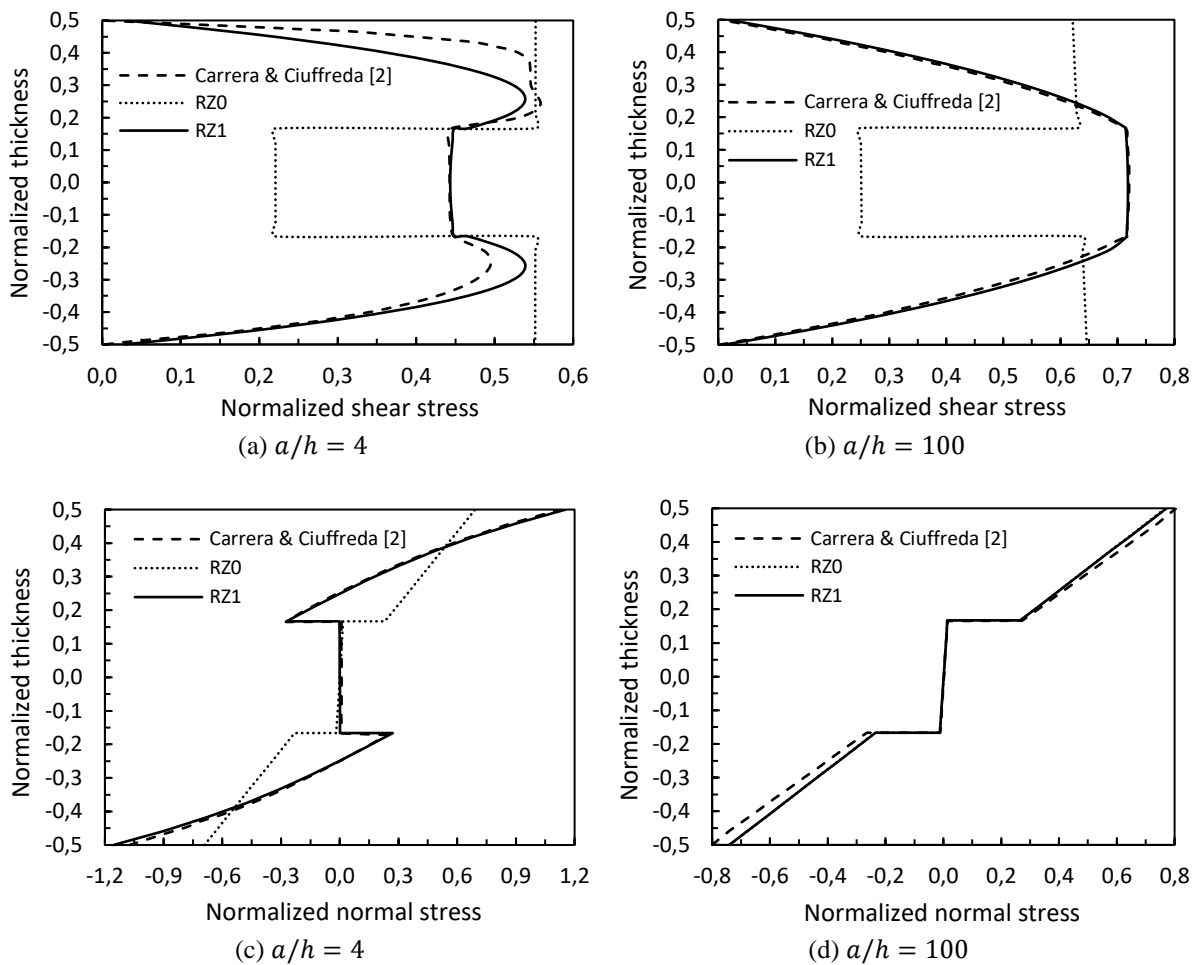 Normalized thickness
0,5
0,4
0,3
0,2
0,1
0,0
-0,1
-0,2
-0,3
-0,4
-0,5
Carrera & Ciuffreda [2]
RZ0
RZ1
0,0 0,1 0,2 0,3 0,4 0,5 0,6
Normalized shear stress
(a) a/h = 4
Normalized thickness
0,5
0,4
0,3
0,2
0,1
0,0
-0,1
-0,2
-0,3
-0,4
-0,5
Carrera & Ciuffreda [2]
RZ0
RZ1
0,0 0,1 0,2 0,3 0,4 0,5 0,6 0,7 0,8
Normalized shear stress
(b) a/h = 100
Normalized thickness
0,5
0,4
0,3
0,2
0,1
0,0
-0,1
-0,2
-0,3
-0,4
-0,5
Carrera & Ciuffreda [2]
RZ0
RZ1
-1,2 -0,9 -0,6 -0,3 0,0 0,3 0,6 0,9 1,2
Normalized normal stress
(c) a/h = 4
Normalized thickness
0,5
0,4
0,3
0,2
0,1
0,0
-0,1
-0,2
-0,3
-0,4
-0,5
Carrera & Ciuffreda [2]
RZ0
RZ1
-0,8 -0,6 -0,4 -0,2 0,0 0,2 0,4 0,6 0,8
Normalized normal stress
(d) a/h = 100